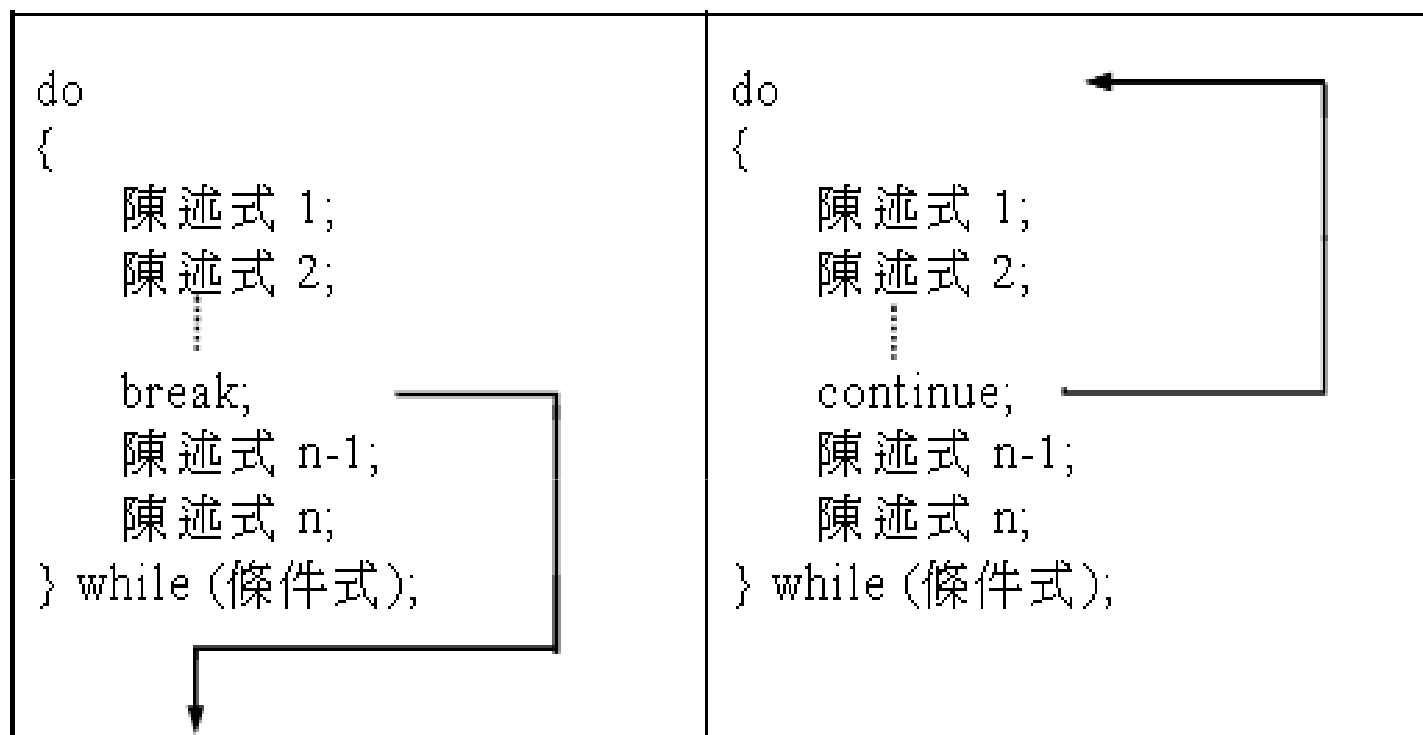 do
{
陳述式 1;
陳述式 2;
break;
陳述式 n-1;
陳述式 n;
} while (條件式);
do
{
陳述式 1;
陳述式 2;
continue;
陳述式 n-1;
陳述式 n;
} while (條件式);